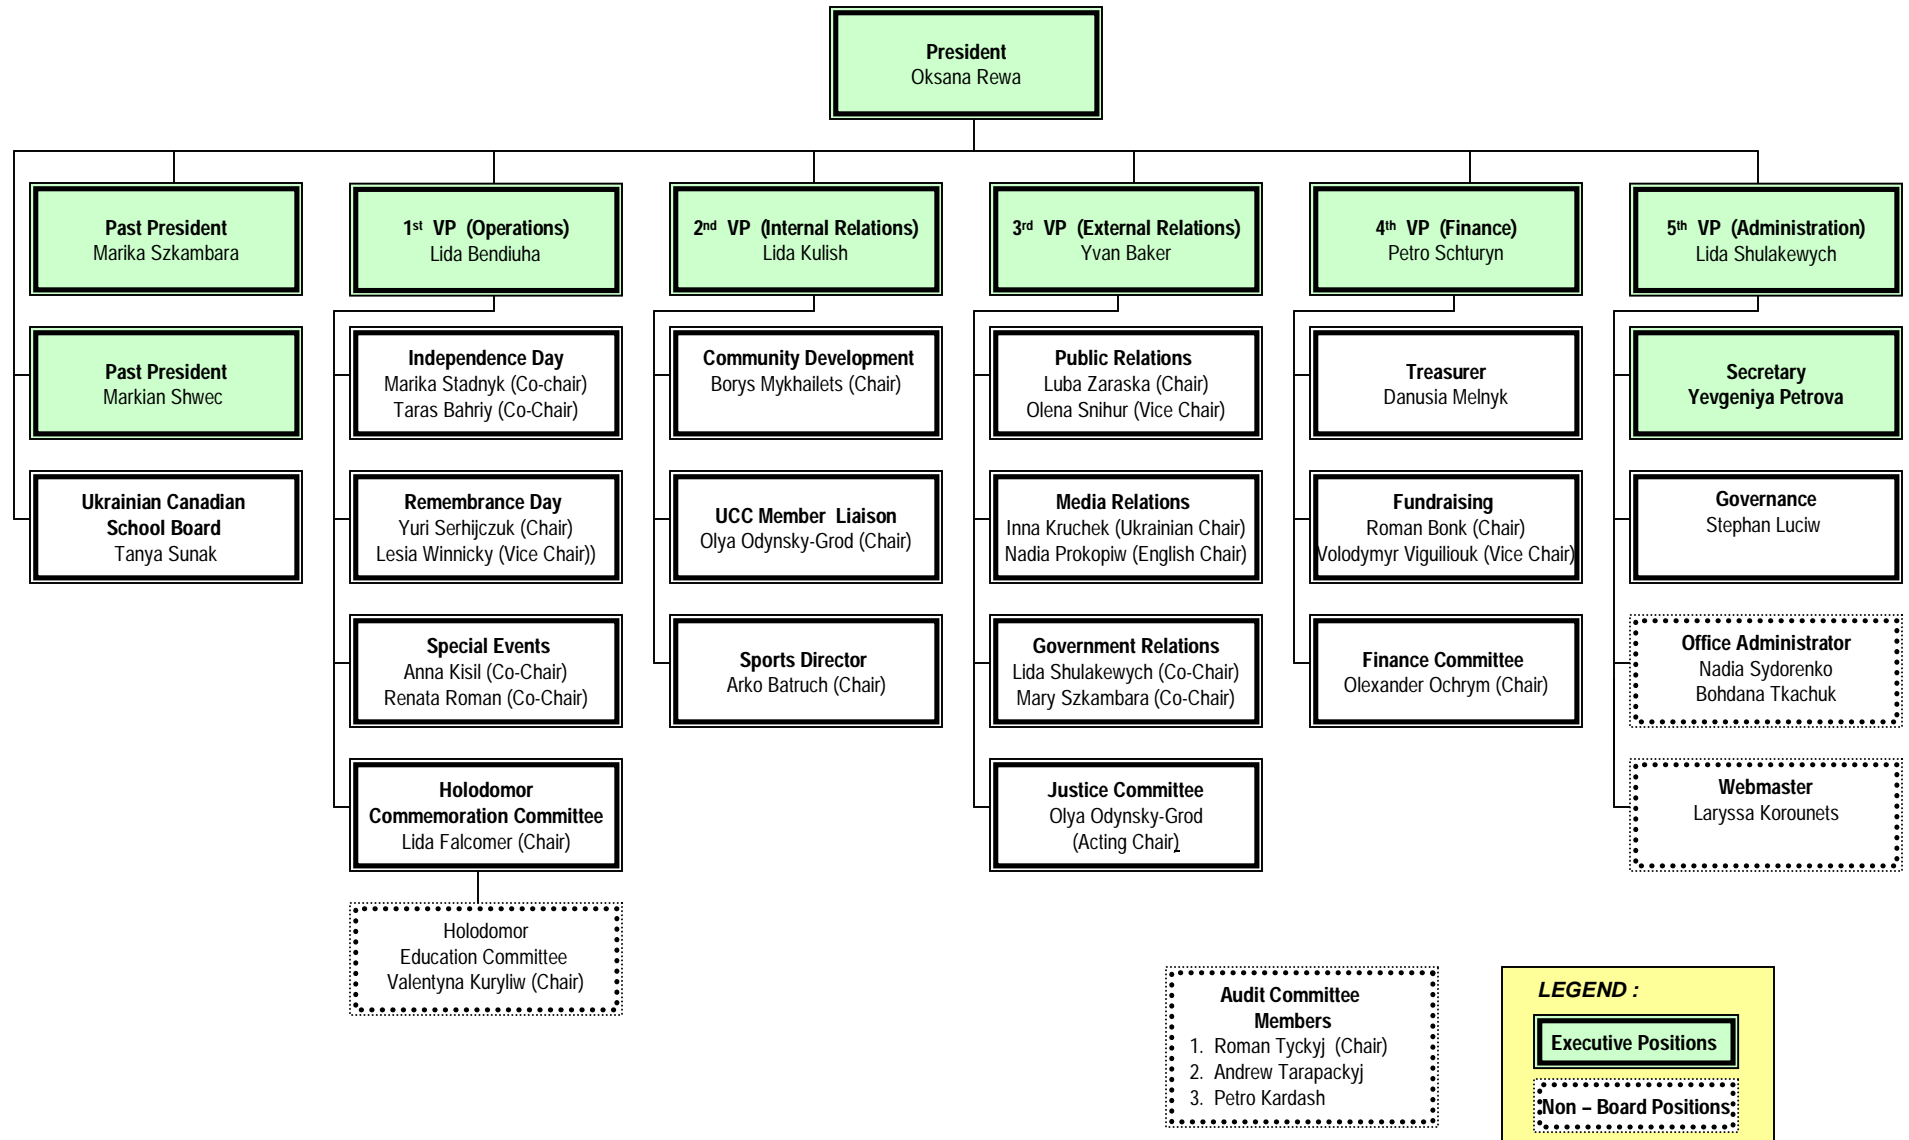 President
Oksana Rewa
Past President
Marika Szkambara
1st VP (Operations)
Lida Bendiuha
2nd VP (Internal Relations)
Lida Kulish
3rd VP (External Relations)
Yvan Baker
4th VP (Finance)
Petro Schturyn
5th VP (Administration)
Lida Shulakewych
Past President
Markian Shwec
Independence Day
Marika Stadnyk (Co-chair)
Taras Bahriy (Co-Chair)
Community Development
Borys Mykhailets (Chair)
Public Relations
Luba Zaraska (Chair)
Olena Snihur (Vice Chair)
Treasurer
Danusia Melnyk
Secretary
Yevgeniya Petrova
Ukrainian Canadian
School Board
Tanya Sunak
Remembrance Day
Yuri Serhijczuk (Chair)
Lesia Winnicky (Vice Chair))
UCC Member Liaison
Olya Odynsky-Grod (Chair)
Media Relations
Inna Kruchek (Ukrainian Chair)
Nadia Prokopiw (English Chair)
Fundraising
Roman Bonk (Chair)
Volodymyr Viguiliouk (Vice Chair)
Governance
Stephan Luciw
Special Events
Anna Kisil (Co-Chair)
Renata Roman (Co-Chair)
Sports Director
Arko Batruch (Chair)
Government Relations
Lida Shulakewych (Co-Chair)
Mary Szkambara (Co-Chair)
Finance Committee
Olexander Ochrym (Chair)
Office Administrator
Nadia Sydorenko
Bohdana Tkachuk
Holodomor
Commemoration Committee
Lida Falcomer (Chair)
Justice Committee
Olya Odynsky-Grod
(Acting Chair)
Webmaster
Laryssa Korounets
Holodomor
Education Committee
Valentyna Kuryliw (Chair)
Audit Committee
Members
1. Roman Tyckyj (Chair)
2. Andrew Tarapackyj
3. Petro Kardash
LEGEND :
Executive Positions
Non – Board Positions